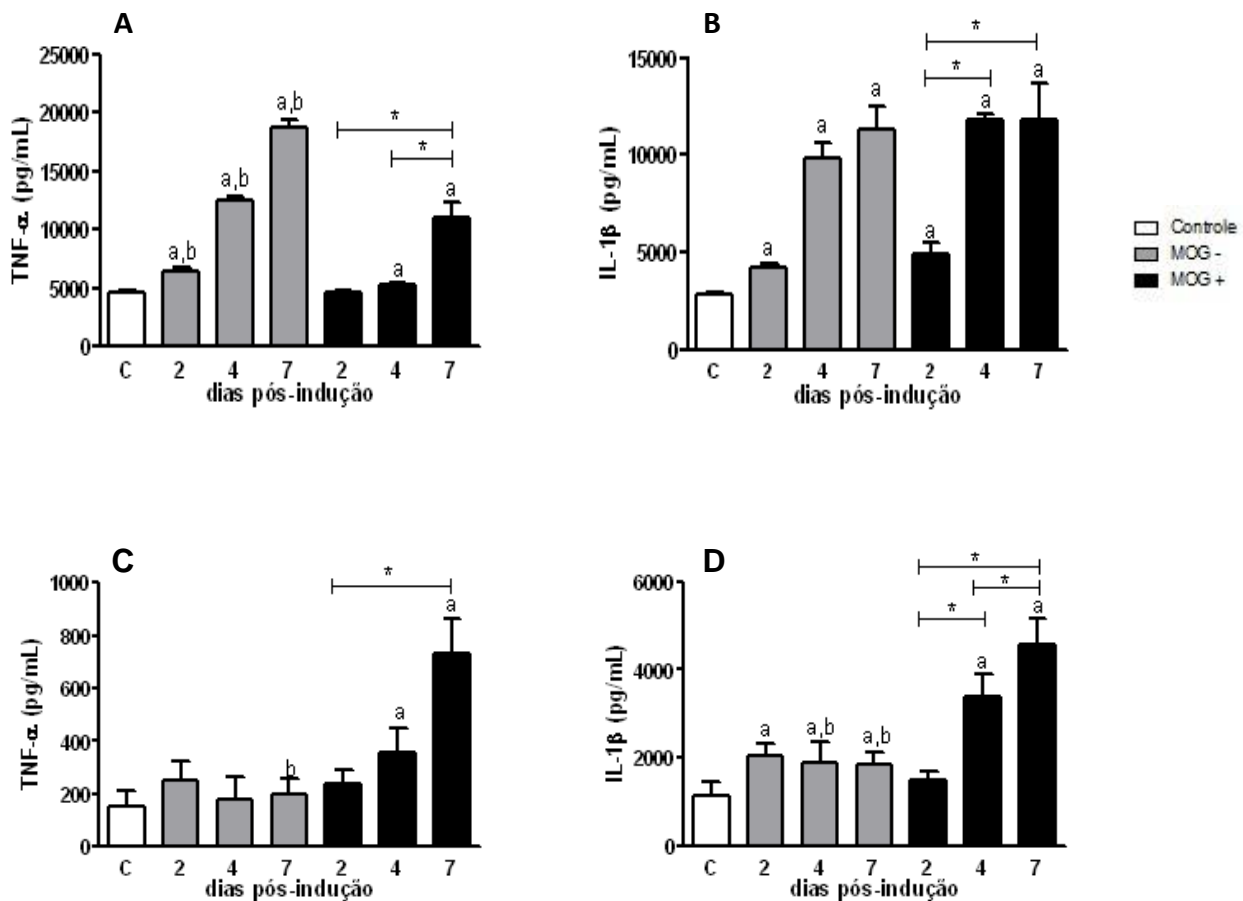 A
TNF-α (pg/mL)
25000
20000
15000
10000
5000
0
a,b
a,b
a,b
a
a
*
*
C 2 4 7 2 4 7
dias pós-indução
B
IL-1β (pg/mL)
15000
10000
5000
0
a
a
a
a
a
a
*
*
C 2 4 7 2 4 7
dias pós-indução
Controle
MOG -
MOG +
C
TNF-α (pg/mL)
1000
800
600
400
200
0
b
a
a
*
C 2 4 7 2 4 7
dias pós-indução
D
IL-1β (pg/mL)
6000
4000
2000
0
a
a,b
a,b
a
a
*
*
*
C 2 4 7 2 4 7
dias pós-indução